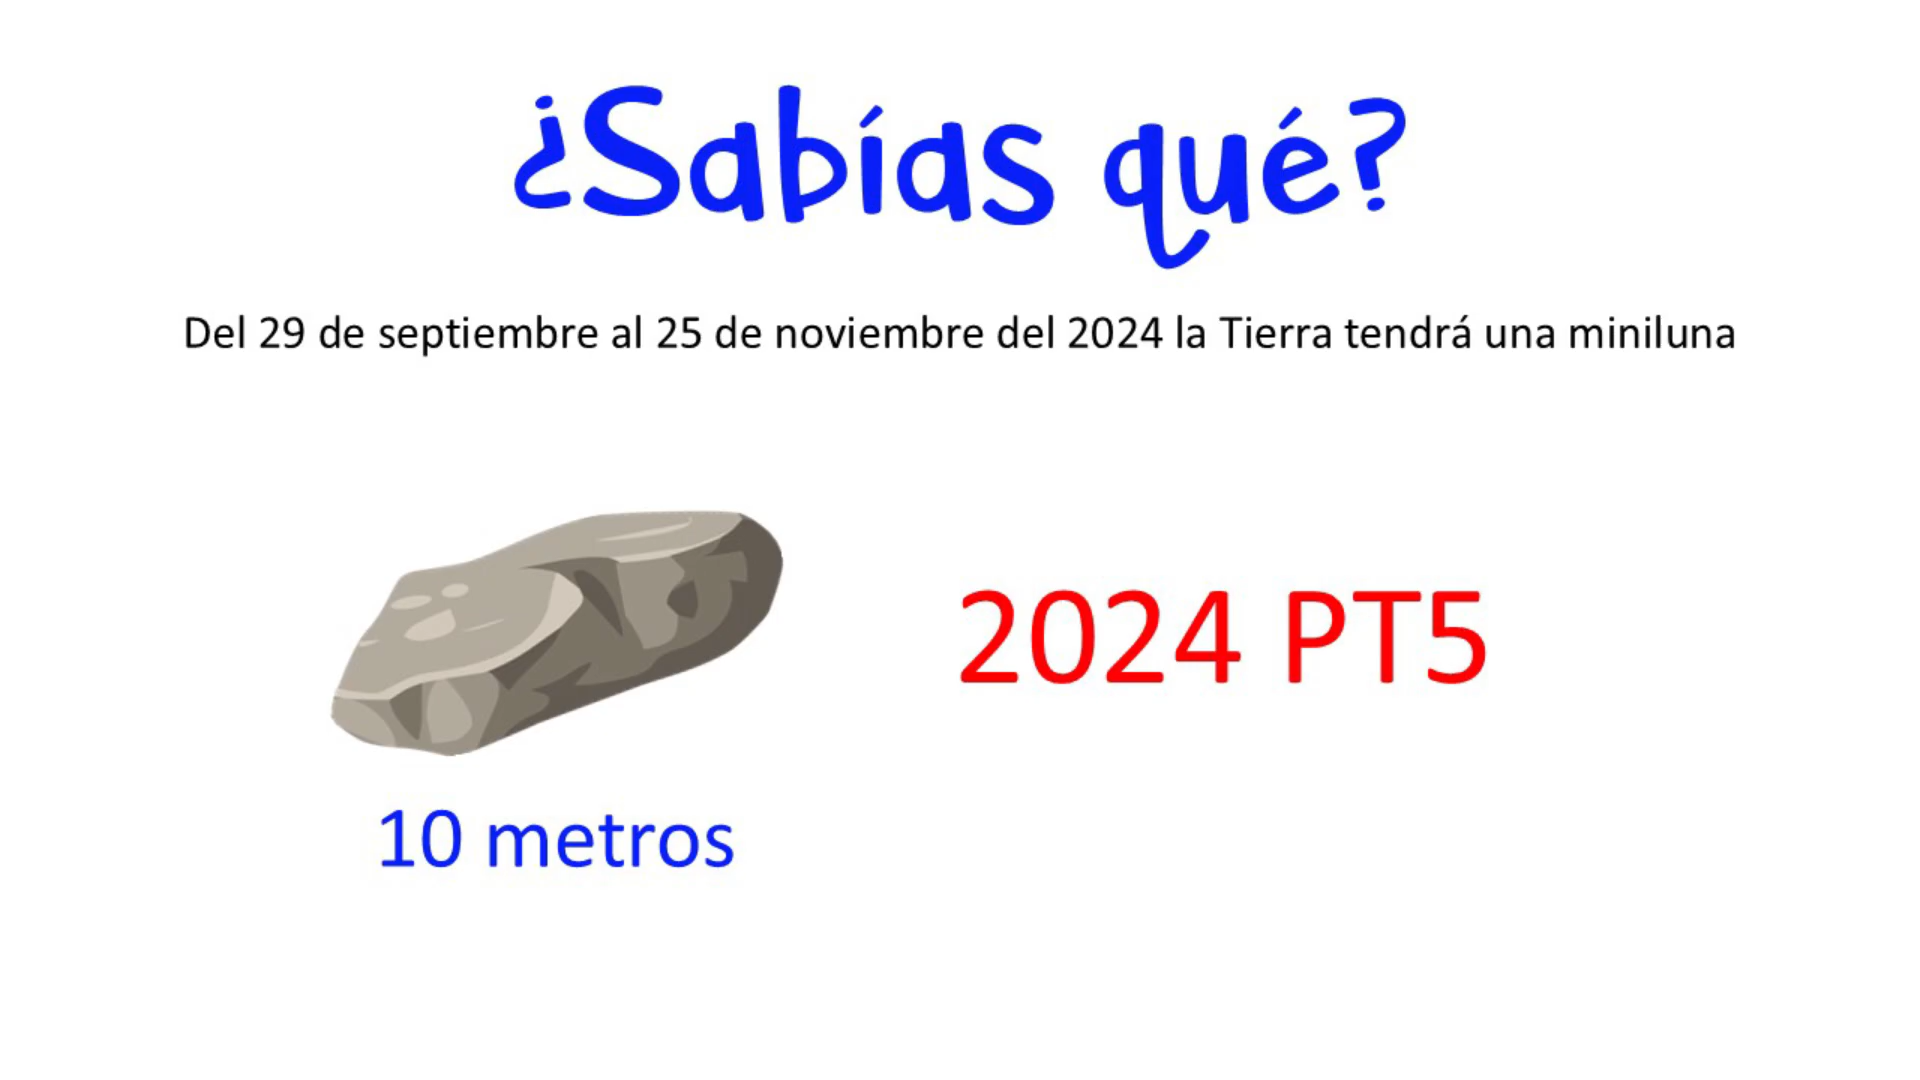 ¿Sabías qué?
Del 29 de septiembre al 25 de noviembre del 2024 la Tierra tendrá una miniluna
2024 PT5
10 metros